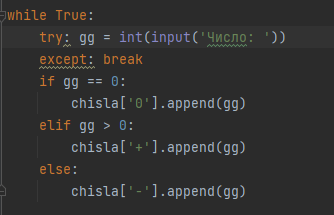 while True:
    try: gg = int(input('Число: '))
    except: break
    if gg == 0:
        chisla['0'].append(gg)
    elif gg > 0:
        chisla['+'].append(gg)
    else:
        chisla['-'].append(gg)